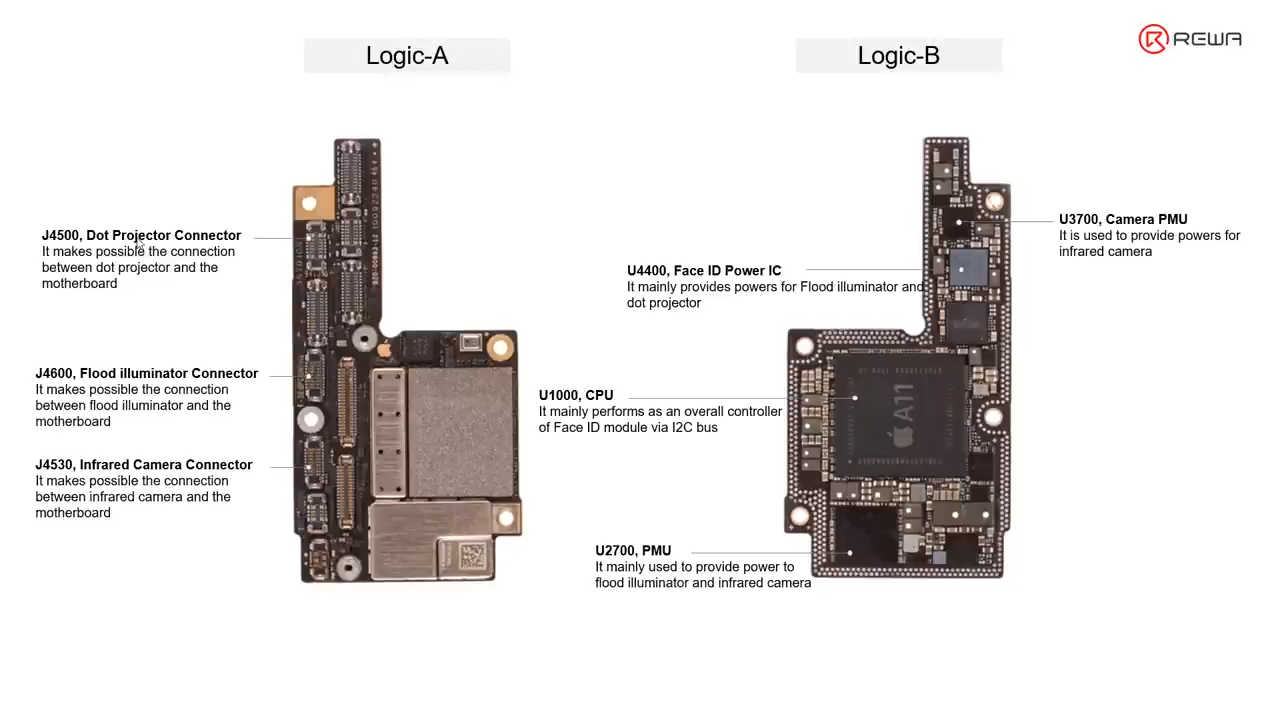 Logic-A
Logic-B
REWA
J4500, Dot Projector Connector
It makes possible the connection
between dot projector and the
motherboard
J4600, Flood illuminator Connector
It makes possible the connection
between flood illuminator and the
motherboard
J4530, Infrared Camera Connector
It makes possible the connection
between infrared camera and the
motherboard
U4400, Face ID Power IC
It mainly provides powers for Flood illuminator and
dot projector
U1000, CPU
It mainly performs as an overall controller
of Face ID module via I2C bus
U2700, PMU
It mainly used to provide power to
flood illuminator and infrared camera
U3700, Camera PMU
It is used to provide powers for
infrared camera
A11